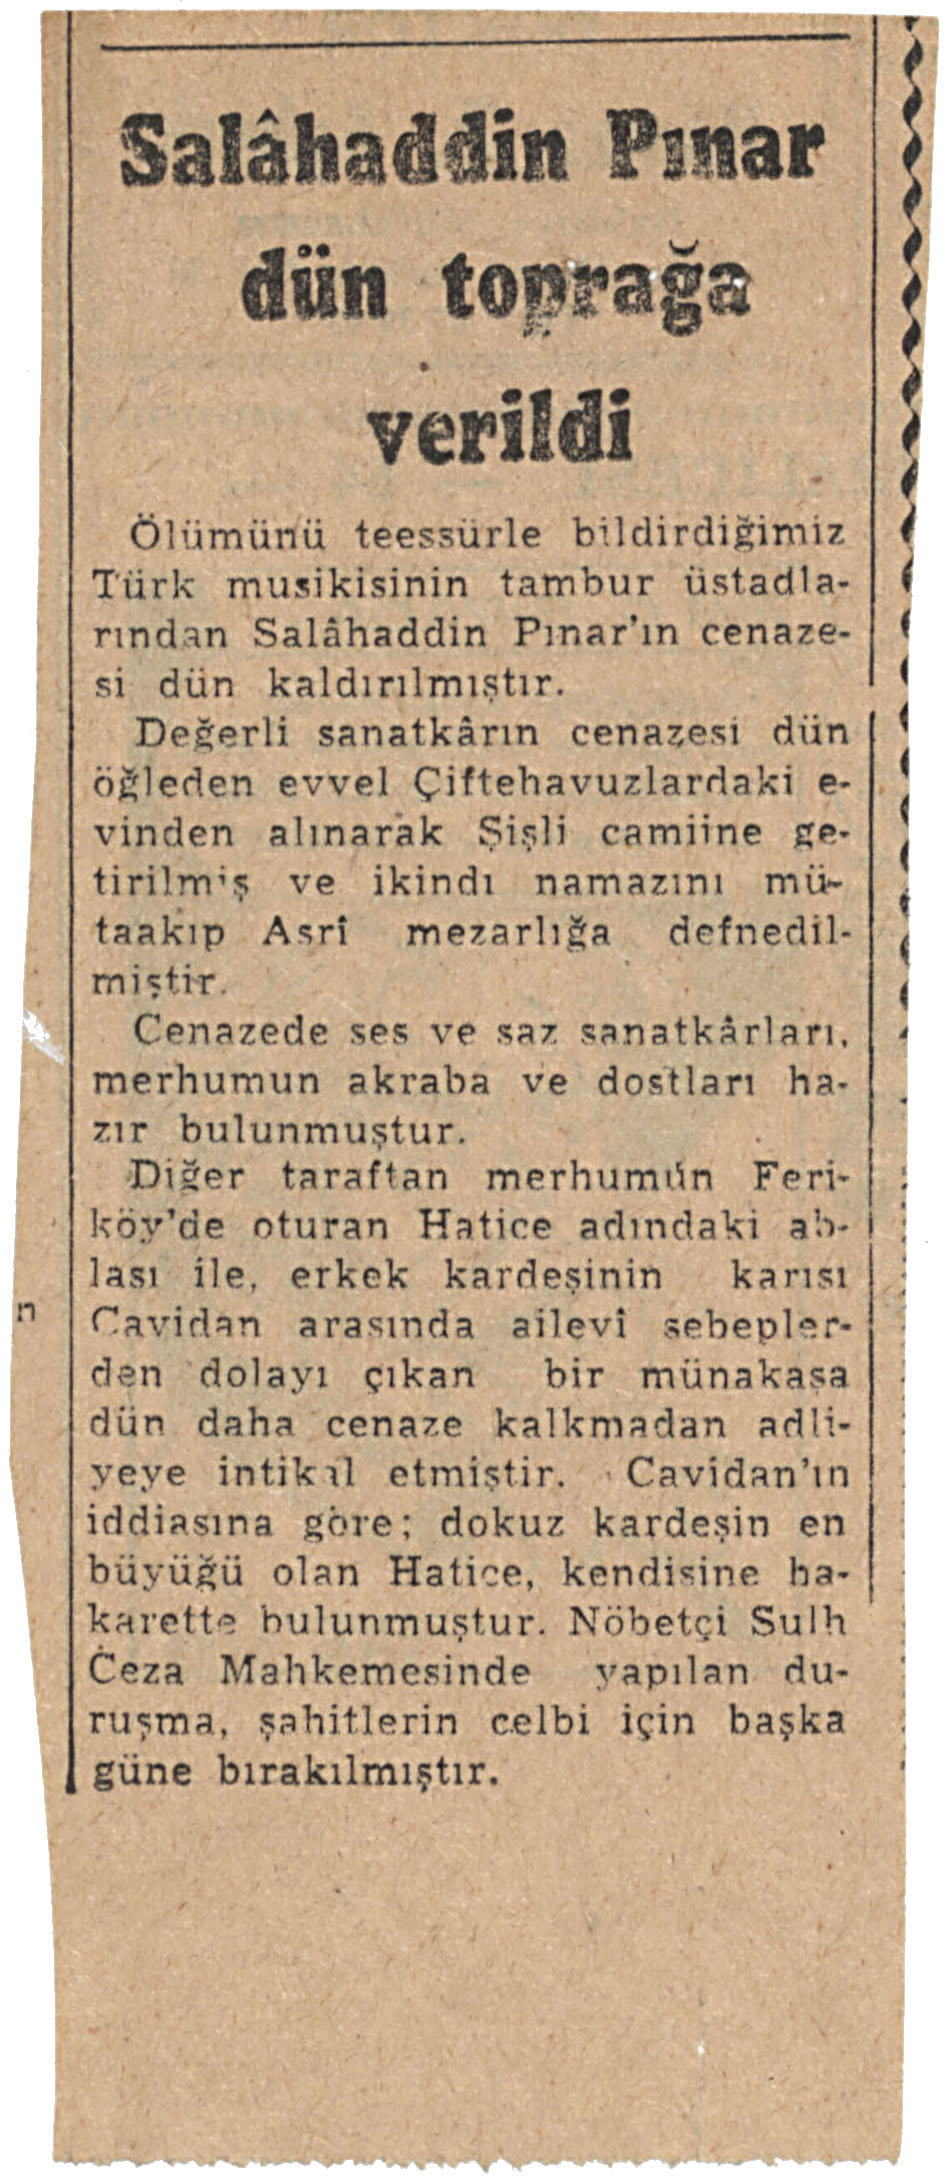 Salâhaddin Pınar
dün toprağa
verildi
Ölümünü teessürle bildirdiğimiz
Türk musikisinin tambur üstadla-
rından Salâhaddin Pınar'ın cenaze-
si dün kaldırılmıştır.
Değerli sanatkârın cenazesi dün
öğleden evvel Çiftehavuzlardaki e-
vinden alınarak Şişli camiine ge-
tirilmiş ve ikindi namazını mü-
taakıp Asrî mezarlığa defnedil-
miştir.
Cenazede ses ve saz sanatkârları,
merhumun akraba ve dostları ha-
zır bulunmuştur.
Diğer taraftan merhumun Feri-
köy'de oturan Hatice adındaki ab-
lası ile, erkek kardeşinin karısı
n
Cavidan arasında ailevî sebepler-
den dolayı çıkan bir münakaşa
dün daha cenaze kalkmadan adli-
yeye intikal etmiştir. Cavidan'ın
iddiasına göre; dokuz kardeşin en
büyüğü olan Hatice, kendisine ha-
karette bulunmuştur. Nöbetçi Sulh
Ceza Mahkemesinde yapılan du-
ruşma, şahitlerin celbi için başka
güne bırakılmıştır.